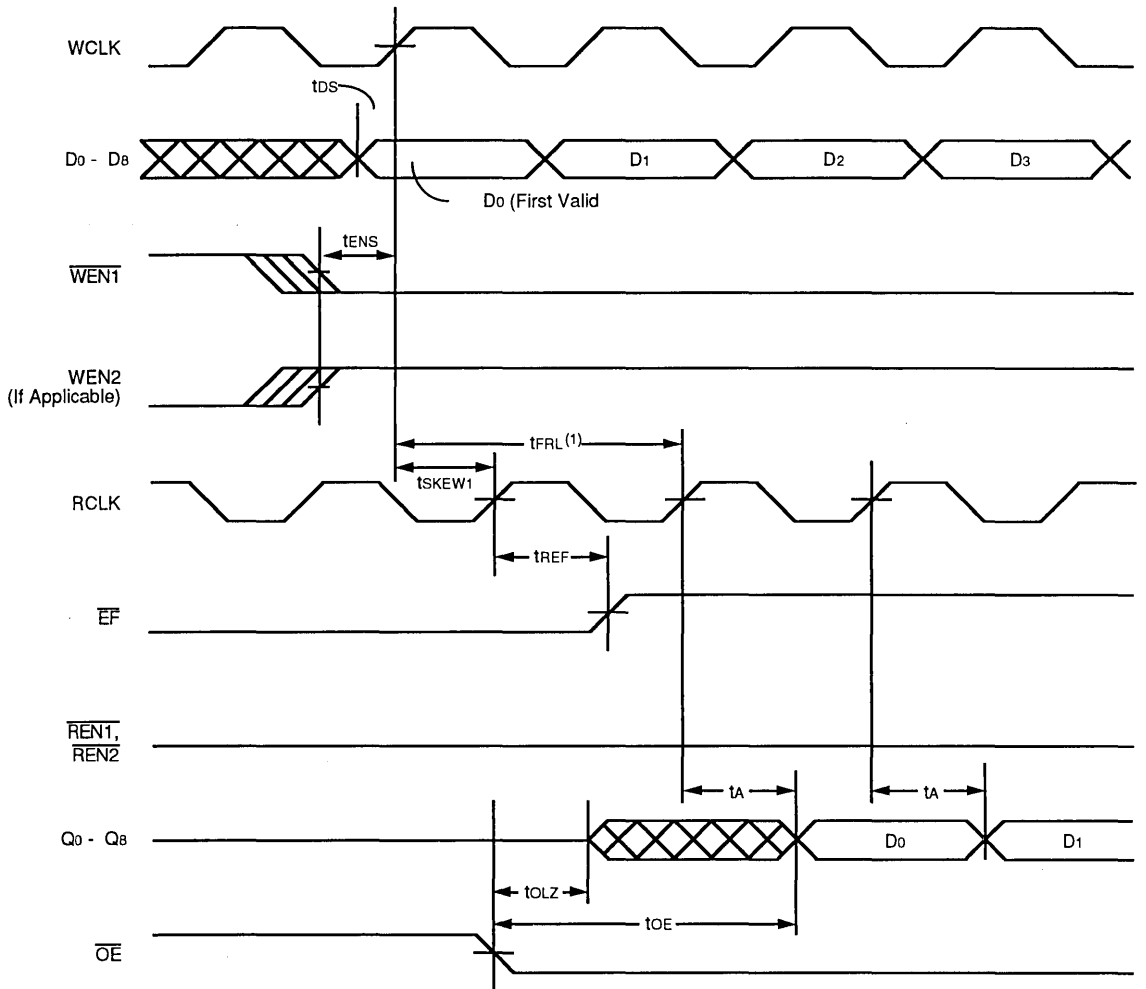 WCLK
tDS
D0 - D8
D1
D2
D3
D0 (First Valid
tENS
WEN1
WEN2
(If Applicable)
tFRL(1)
tSKEW1
RCLK
tREF
EF
REN1,
REN2
tA
tA
Q0 - Q8
D0
D1
tOLZ
tOE
OE